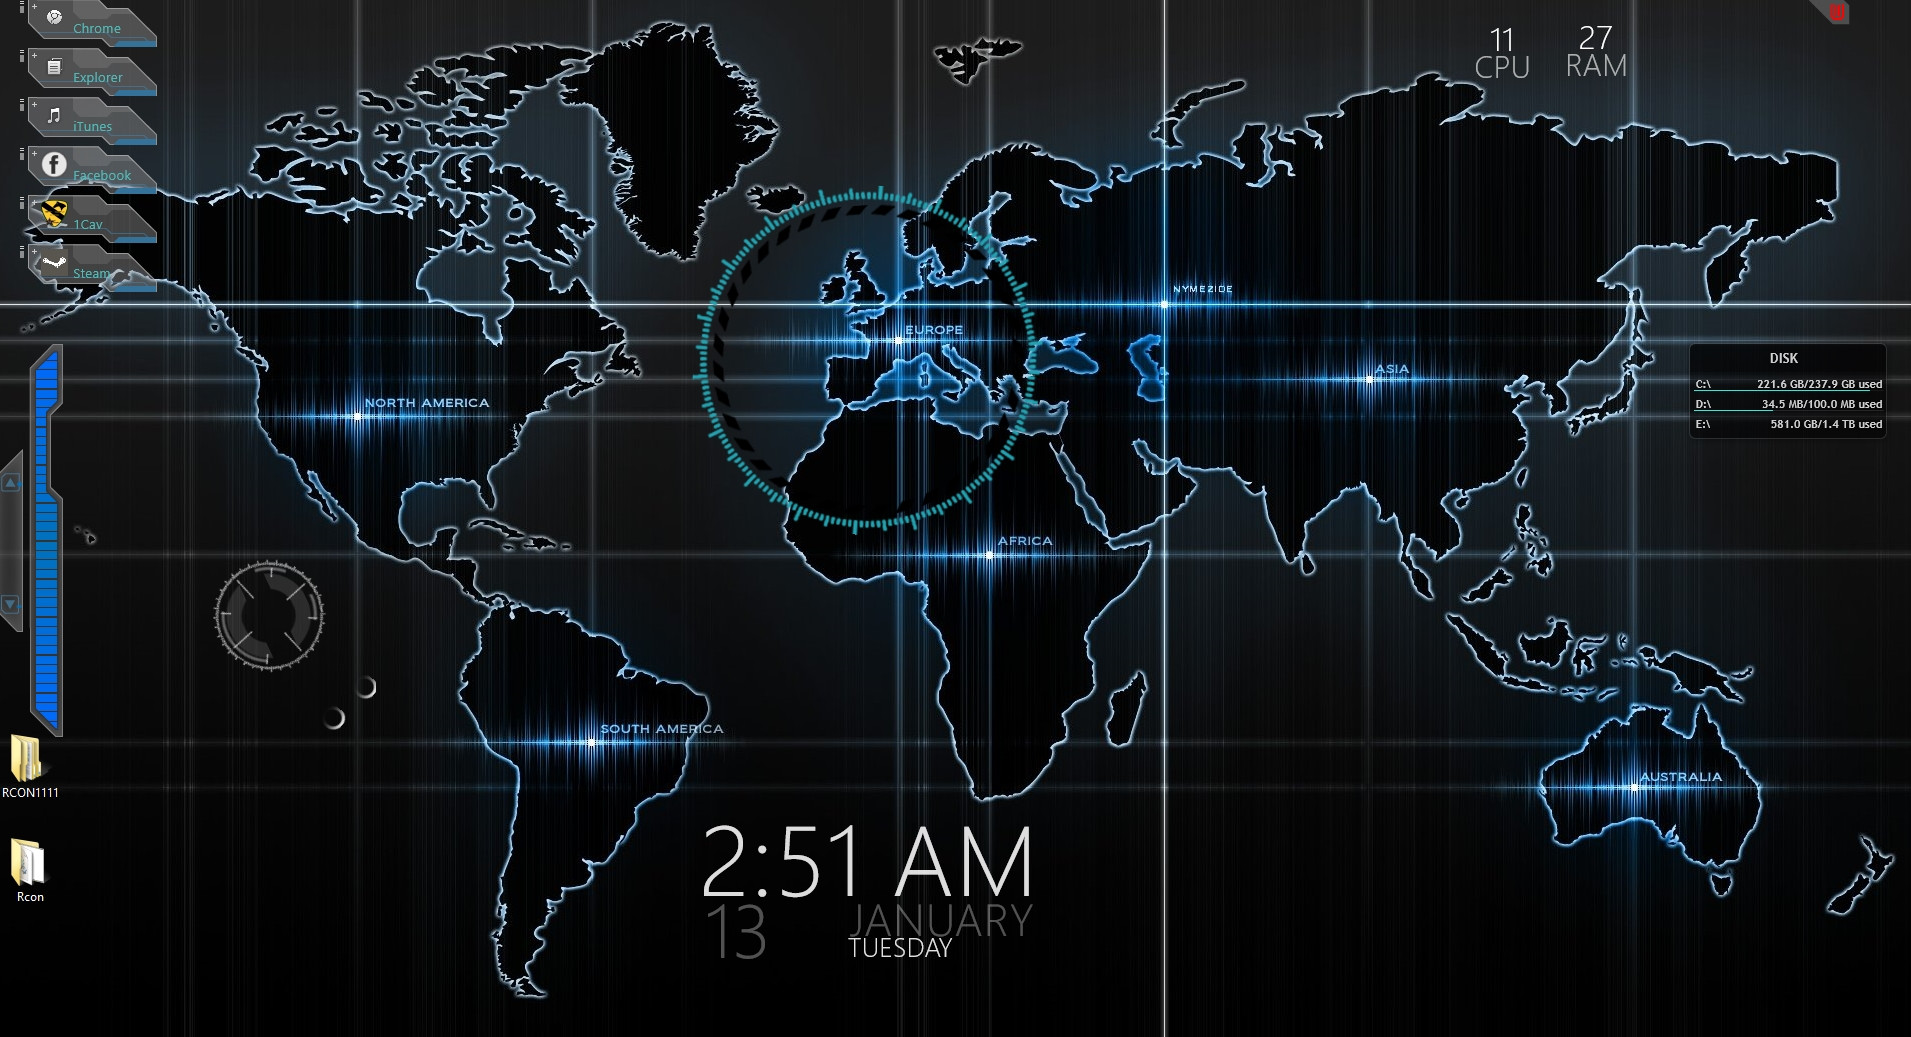 Chrome
Explorer
iTunes
Facebook
1Cav
Steam
11
CPU
27
RAM
NYMEZIDE
EUROPE
ASIA
NORTH AMERICA
AFRICA
SOUTH AMERICA
AUSTRALIA
DISK
C:\ 221.6 GB/237.9 GB used
D:\ 34.5 MB/100.0 MB used
E:\ 581.0 GB/1.4 TB used
RCON1111
Rcon
2:51 AM
13 JANUARY
TUESDAY